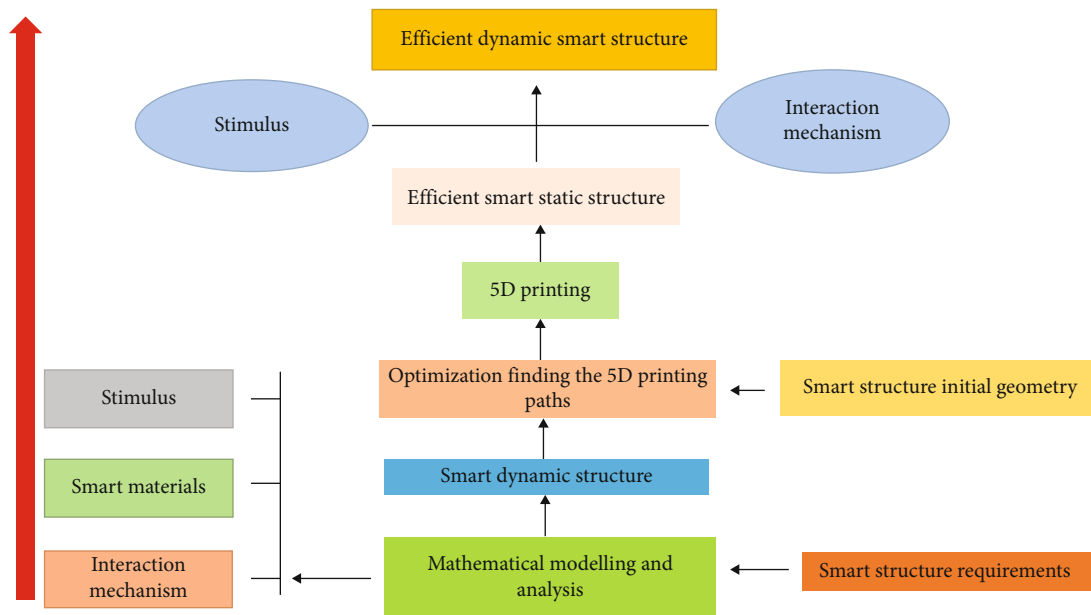 Efficient dynamic smart structure
Stimulus
Interaction
mechanism
Efficient smart static structure
5D printing
Optimization finding the 5D printing
paths
Smart structure initial geometry
Stimulus
Smart dynamic structure
Smart materials
Mathematical modelling and
analysis
Smart structure requirements
Interaction
mechanism